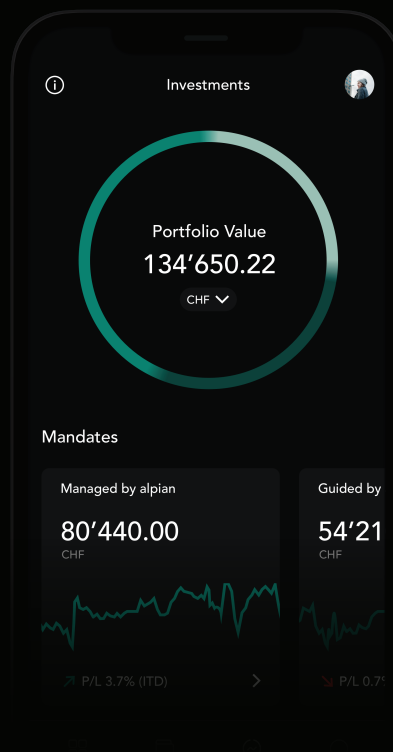 Investments
Portfolio Value
134’650.22
CHF
Mandates
Managed by alpian
80’440.00
CHF
P/L 3.7% (ITD)
Guided by
54’21
CHF
P/L 0.7